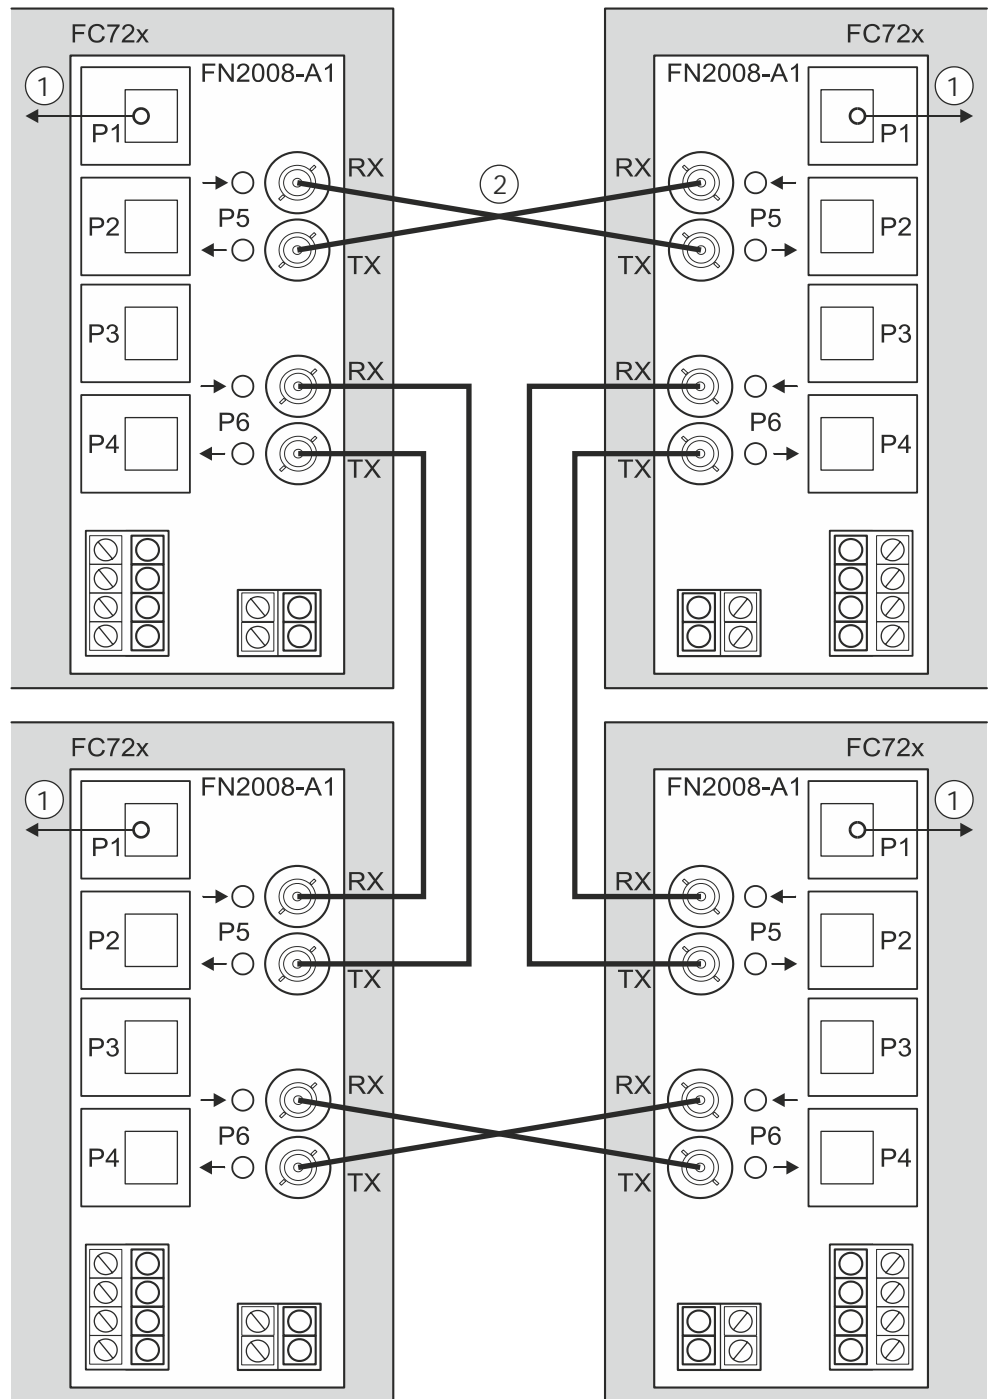 FC72x
FC72x
FN2008-A1
FN2008-A1
1
1
P1
P1
RX
2
RX
P2
P5
P5
P2
TX
TX
P3
P3
RX
RX
P4
P6
P6
P4
TX
TX
FC72x
FC72x
FN2008-A1
FN2008-A1
1
1
P1
P1
RX
RX
P2
P5
P5
P2
TX
TX
P3
P3
RX
RX
P4
P6
P6
P4
TX
TX